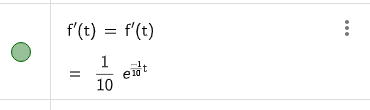 f′(t) = f′(t)
= 1/10 e^(-1/10 t)